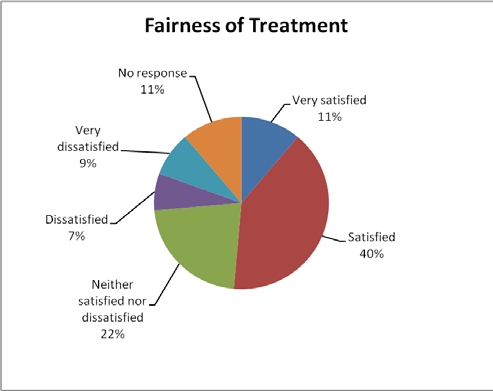 Fairness of Treatment
No response
11%
Very satisfied
11%
Very
dissatisfied
9%
Dissatisfied
7%
Satisfied
40%
Neither
satisfied nor
dissatisfied
22%